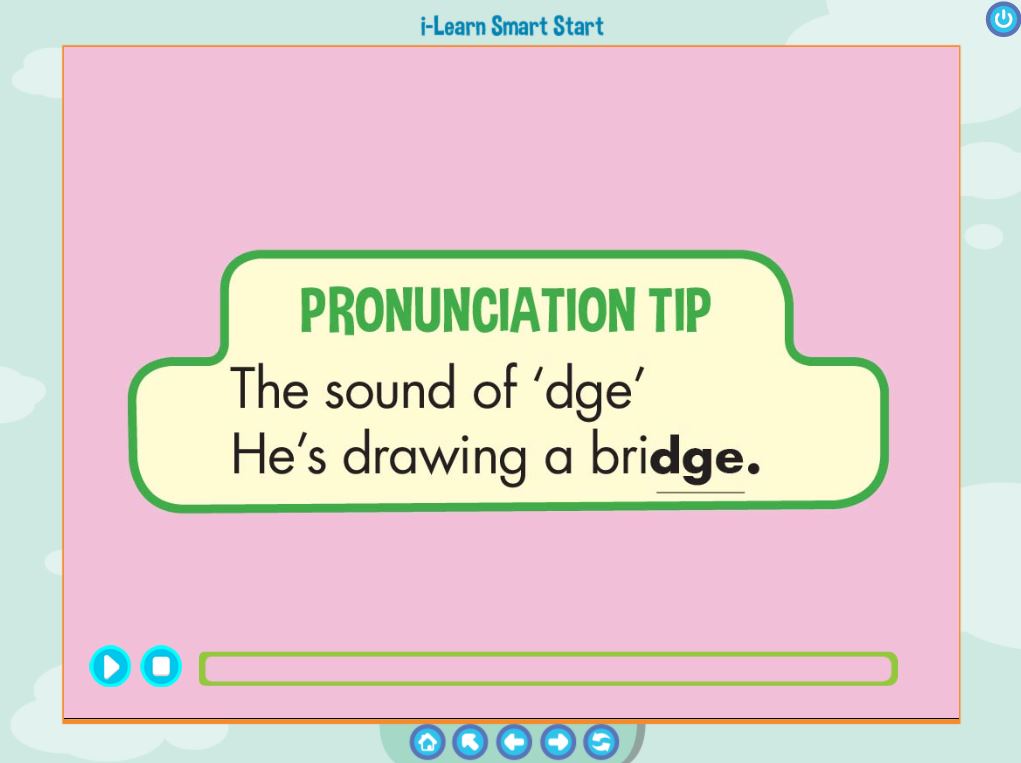 i-Learn Smart Start
PRONUNCIATION TIP
The sound of ‘dge’
He’s drawing a bridge.